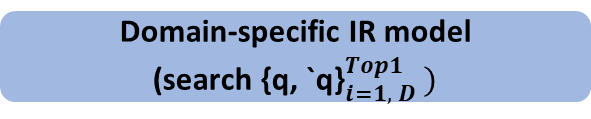 Domain-specific IR model
(search {q, `q}^{Top1}_{i=1, D} )